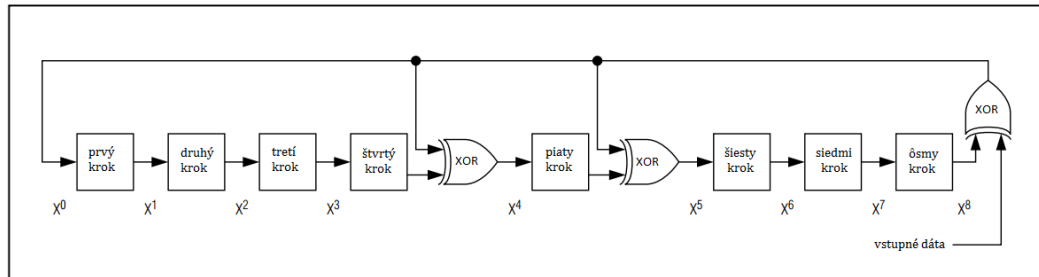 XOR
prvý
krok
druhý
krok
tretí
krok
štvrtý
krok
XOR
piaty
krok
XOR
šiesty
krok
siedmi
krok
ôsmy
krok
X⁰
X¹
X²
X³
X⁴
X⁵
X⁶
X⁷
X⁸
vstupné dáta